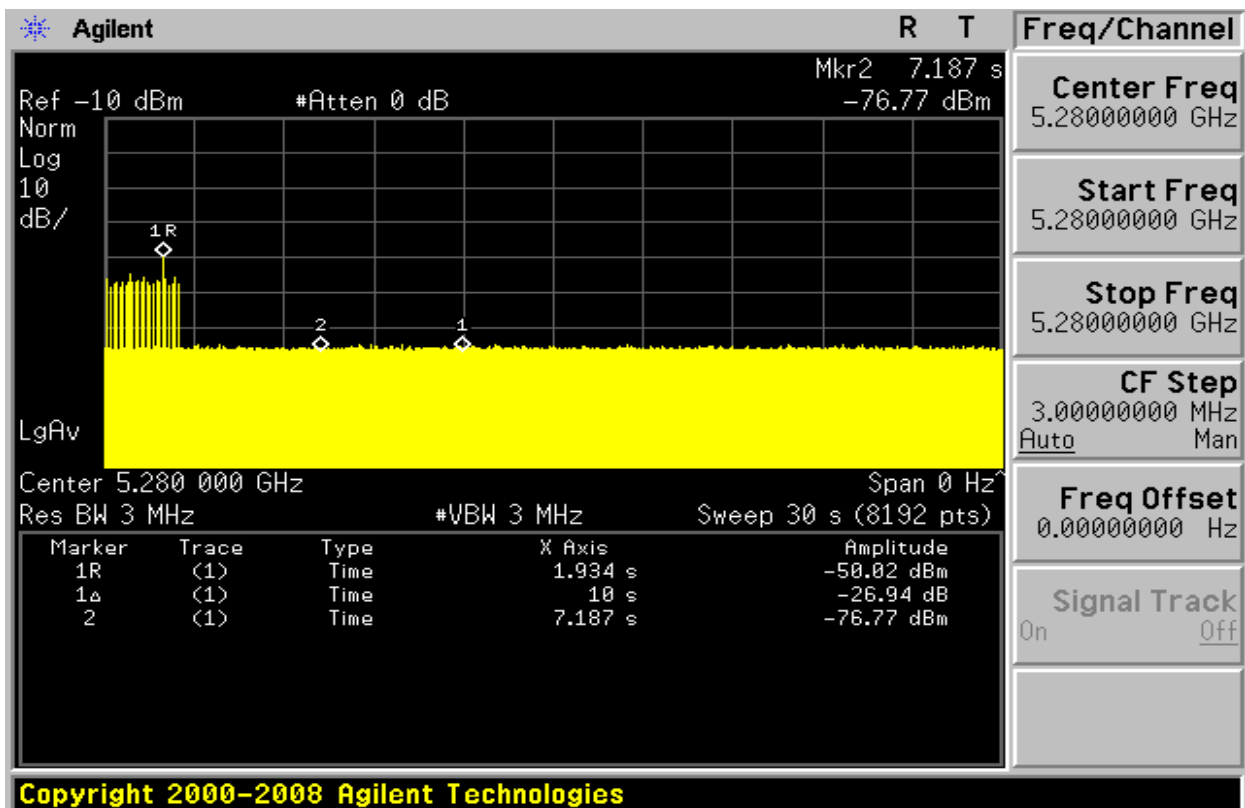 Agilent R T
Mkr2 7.187 s
Ref -10 dBm #Atten 0 dB -76.77 dBm
Norm
Log
10
dB/
1R
2
1
LgAv
Center 5.280 000 GHz Span 0 Hz^
Res BW 3 MHz #VBW 3 MHz Sweep 30 s (8192 pts)
Marker Trace Type X Axis Amplitude
1R (1) Time 1.934 s -50.02 dBm
1Δ (1) Time 10 s -26.94 dB
2 (1) Time 7.187 s -76.77 dBm
Freq/Channel
Center Freq
5.28000000 GHz
Start Freq
5.28000000 GHz
Stop Freq
5.28000000 GHz
CF Step
3.00000000 MHz
Auto Man
Freq Offset
0.00000000 Hz
Signal Track
On Off
Copyright 2000-2008 Agilent Technologies